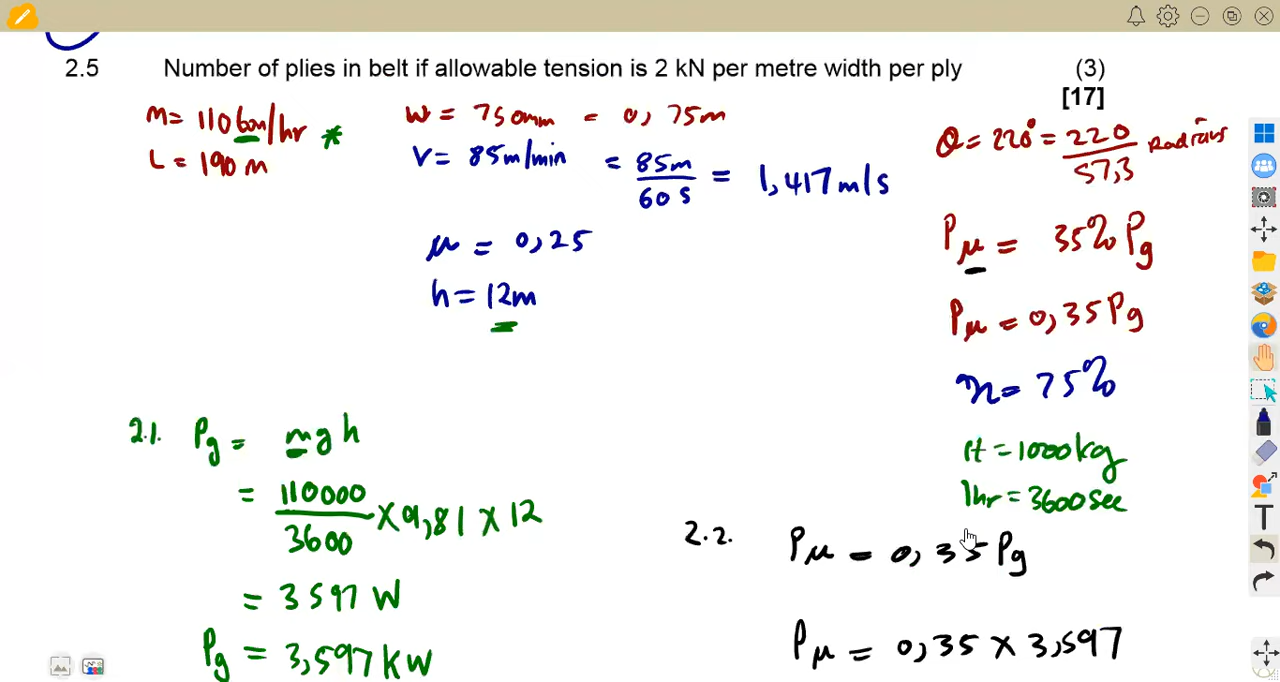 2.5 Number of plies in belt if allowable tension is 2 kN per metre width per ply (3)
[17]
m = 110 ton/hr *
L = 190 m
W = 750mm = 0,75m
V = 85m/min = 85m/60s = 1,417m/s
μ = 0,25
h = 12m
θ = 220° = 220/57,3 radians
Pμ = 35% Pg
Pμ = 0,35 Pg
η = 75%
1t = 1000kg
1hr = 3600sec
2.1. Pg = mgh
= 110000/3600 × 9,81 × 12
= 3597 W
Pg = 3,597 kW
2.2. Pμ = 0,35 Pg
Pμ = 0,35 × 3,597
T